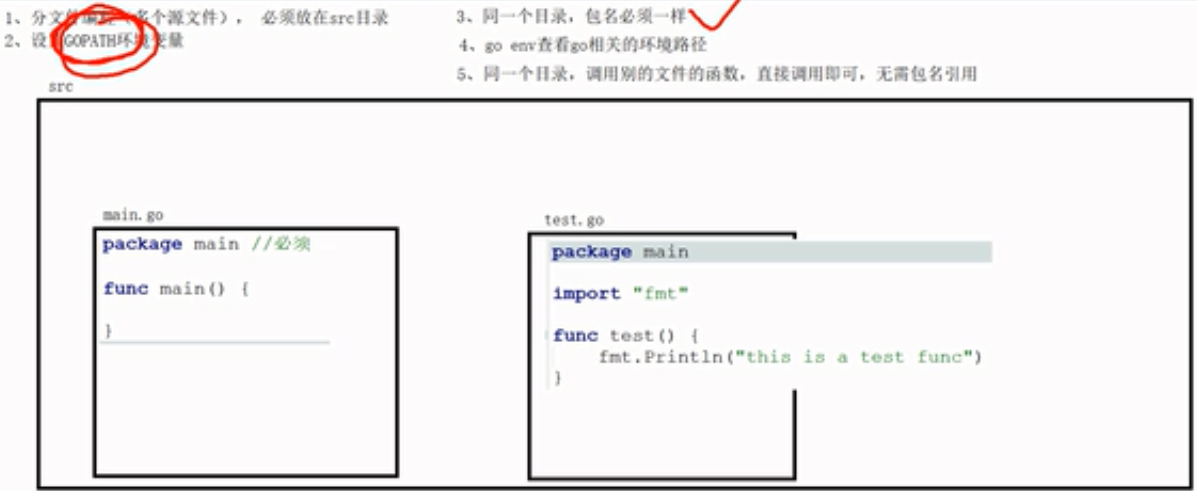 1、分文件编程（多个源文件）， 必须放在src目录
2、设 GOPATH环境变量
3、同一个目录，包名必须一样
4、go env查看go相关的环境路径
5、同一个目录，调用别的文件的函数，直接调用即可，无需包名引用
src
main.go
package main //必须
func main() {
}
test.go
package main
import "fmt"
func test() {
fmt.Println("this is a test func")
}